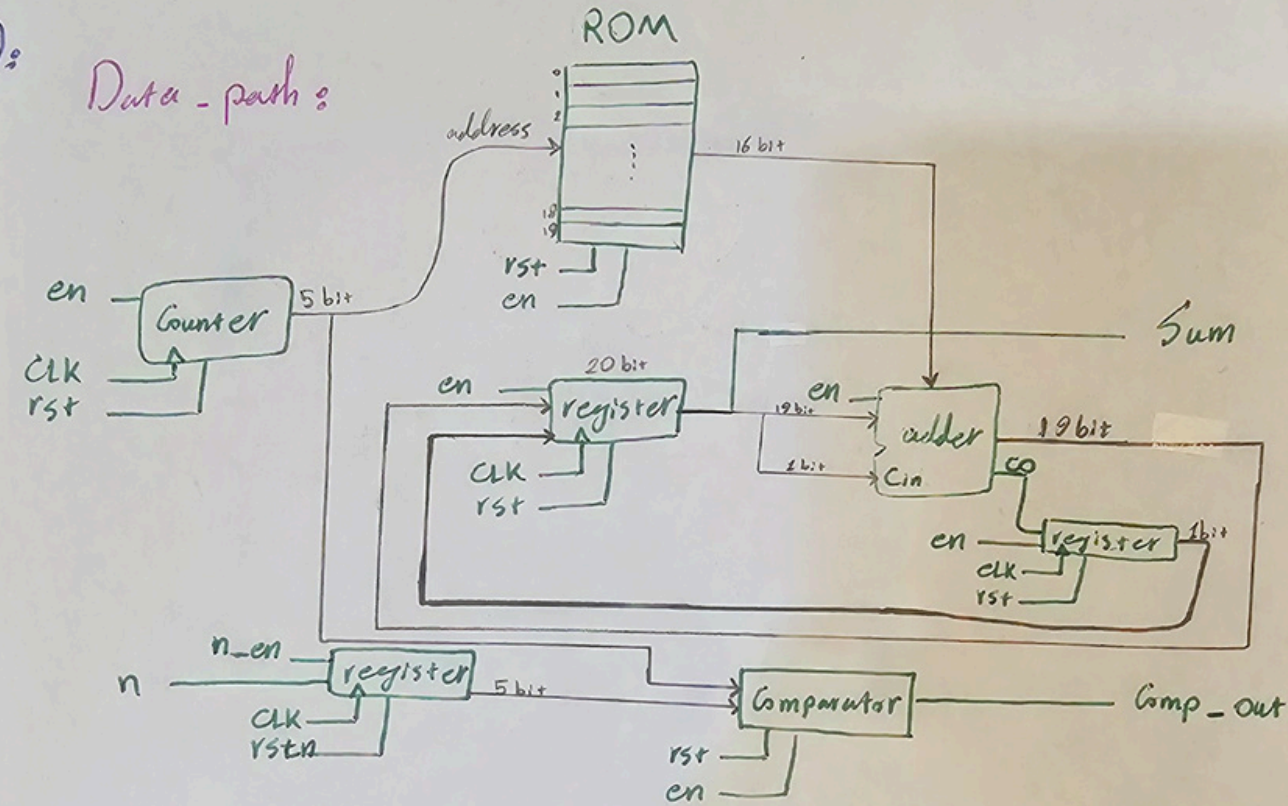 ROM
Data_path:
0
1
2
address
16 bit
18
19
rst
en
en
5 bit
Counter
CLK
rst
Sum
20 bit
en
register
en
19 bit
adder
19 bit
1 bit
Cin
CLK
rst
co
en
register
1bit
CLK
rst
n_en
n
register
5 bit
CLK
rstn
Comparator
Comp_out
rst
en